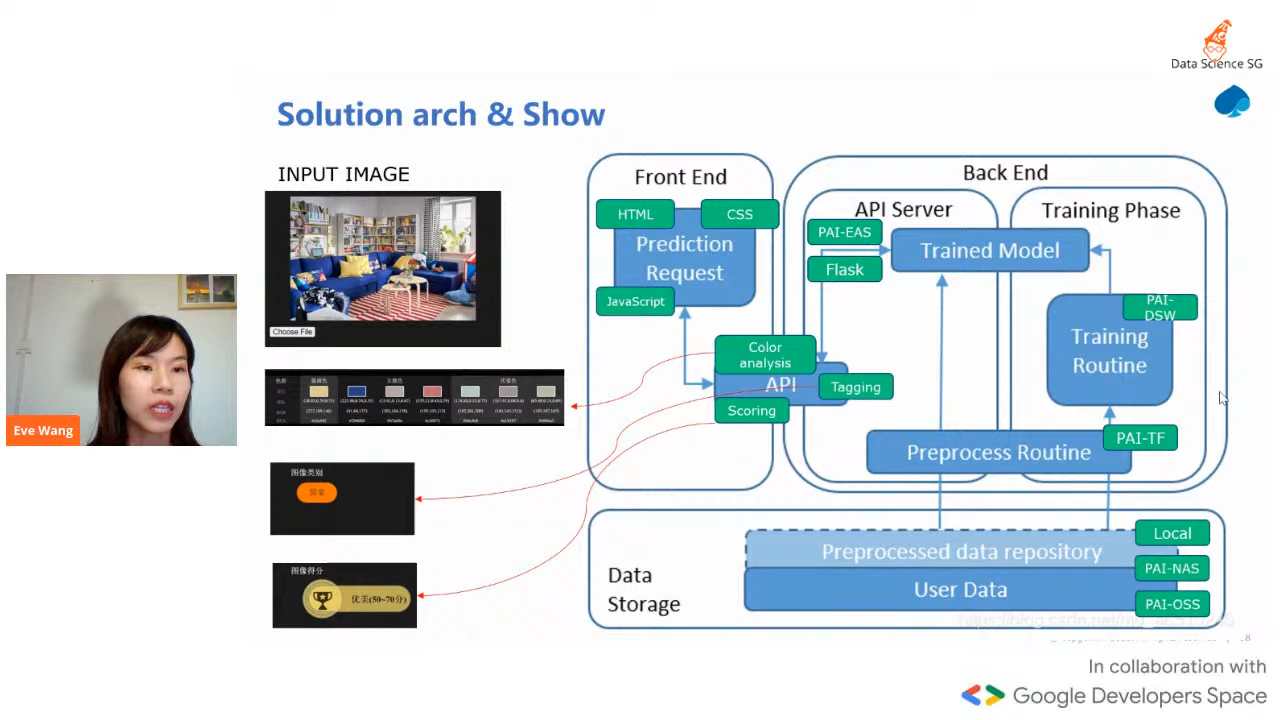 Data Science SG
Solution arch & Show
INPUT IMAGE
Choose File
图像类别
图像得分
优美(50~70分)
Eve Wang
Front End
HTML
CSS
Prediction
Request
JavaScript
Color
analysis
API
Tagging
Scoring
Back End
API Server
PAI-EAS
Flask
Trained Model
Training Phase
PAI-
DSW
Training
Routine
PAI-TF
Preprocess Routine
Data
Storage
Preprocessed data repository
User Data
Local
PAI-NAS
PAI-OSS
In collaboration with
Google Developers Space